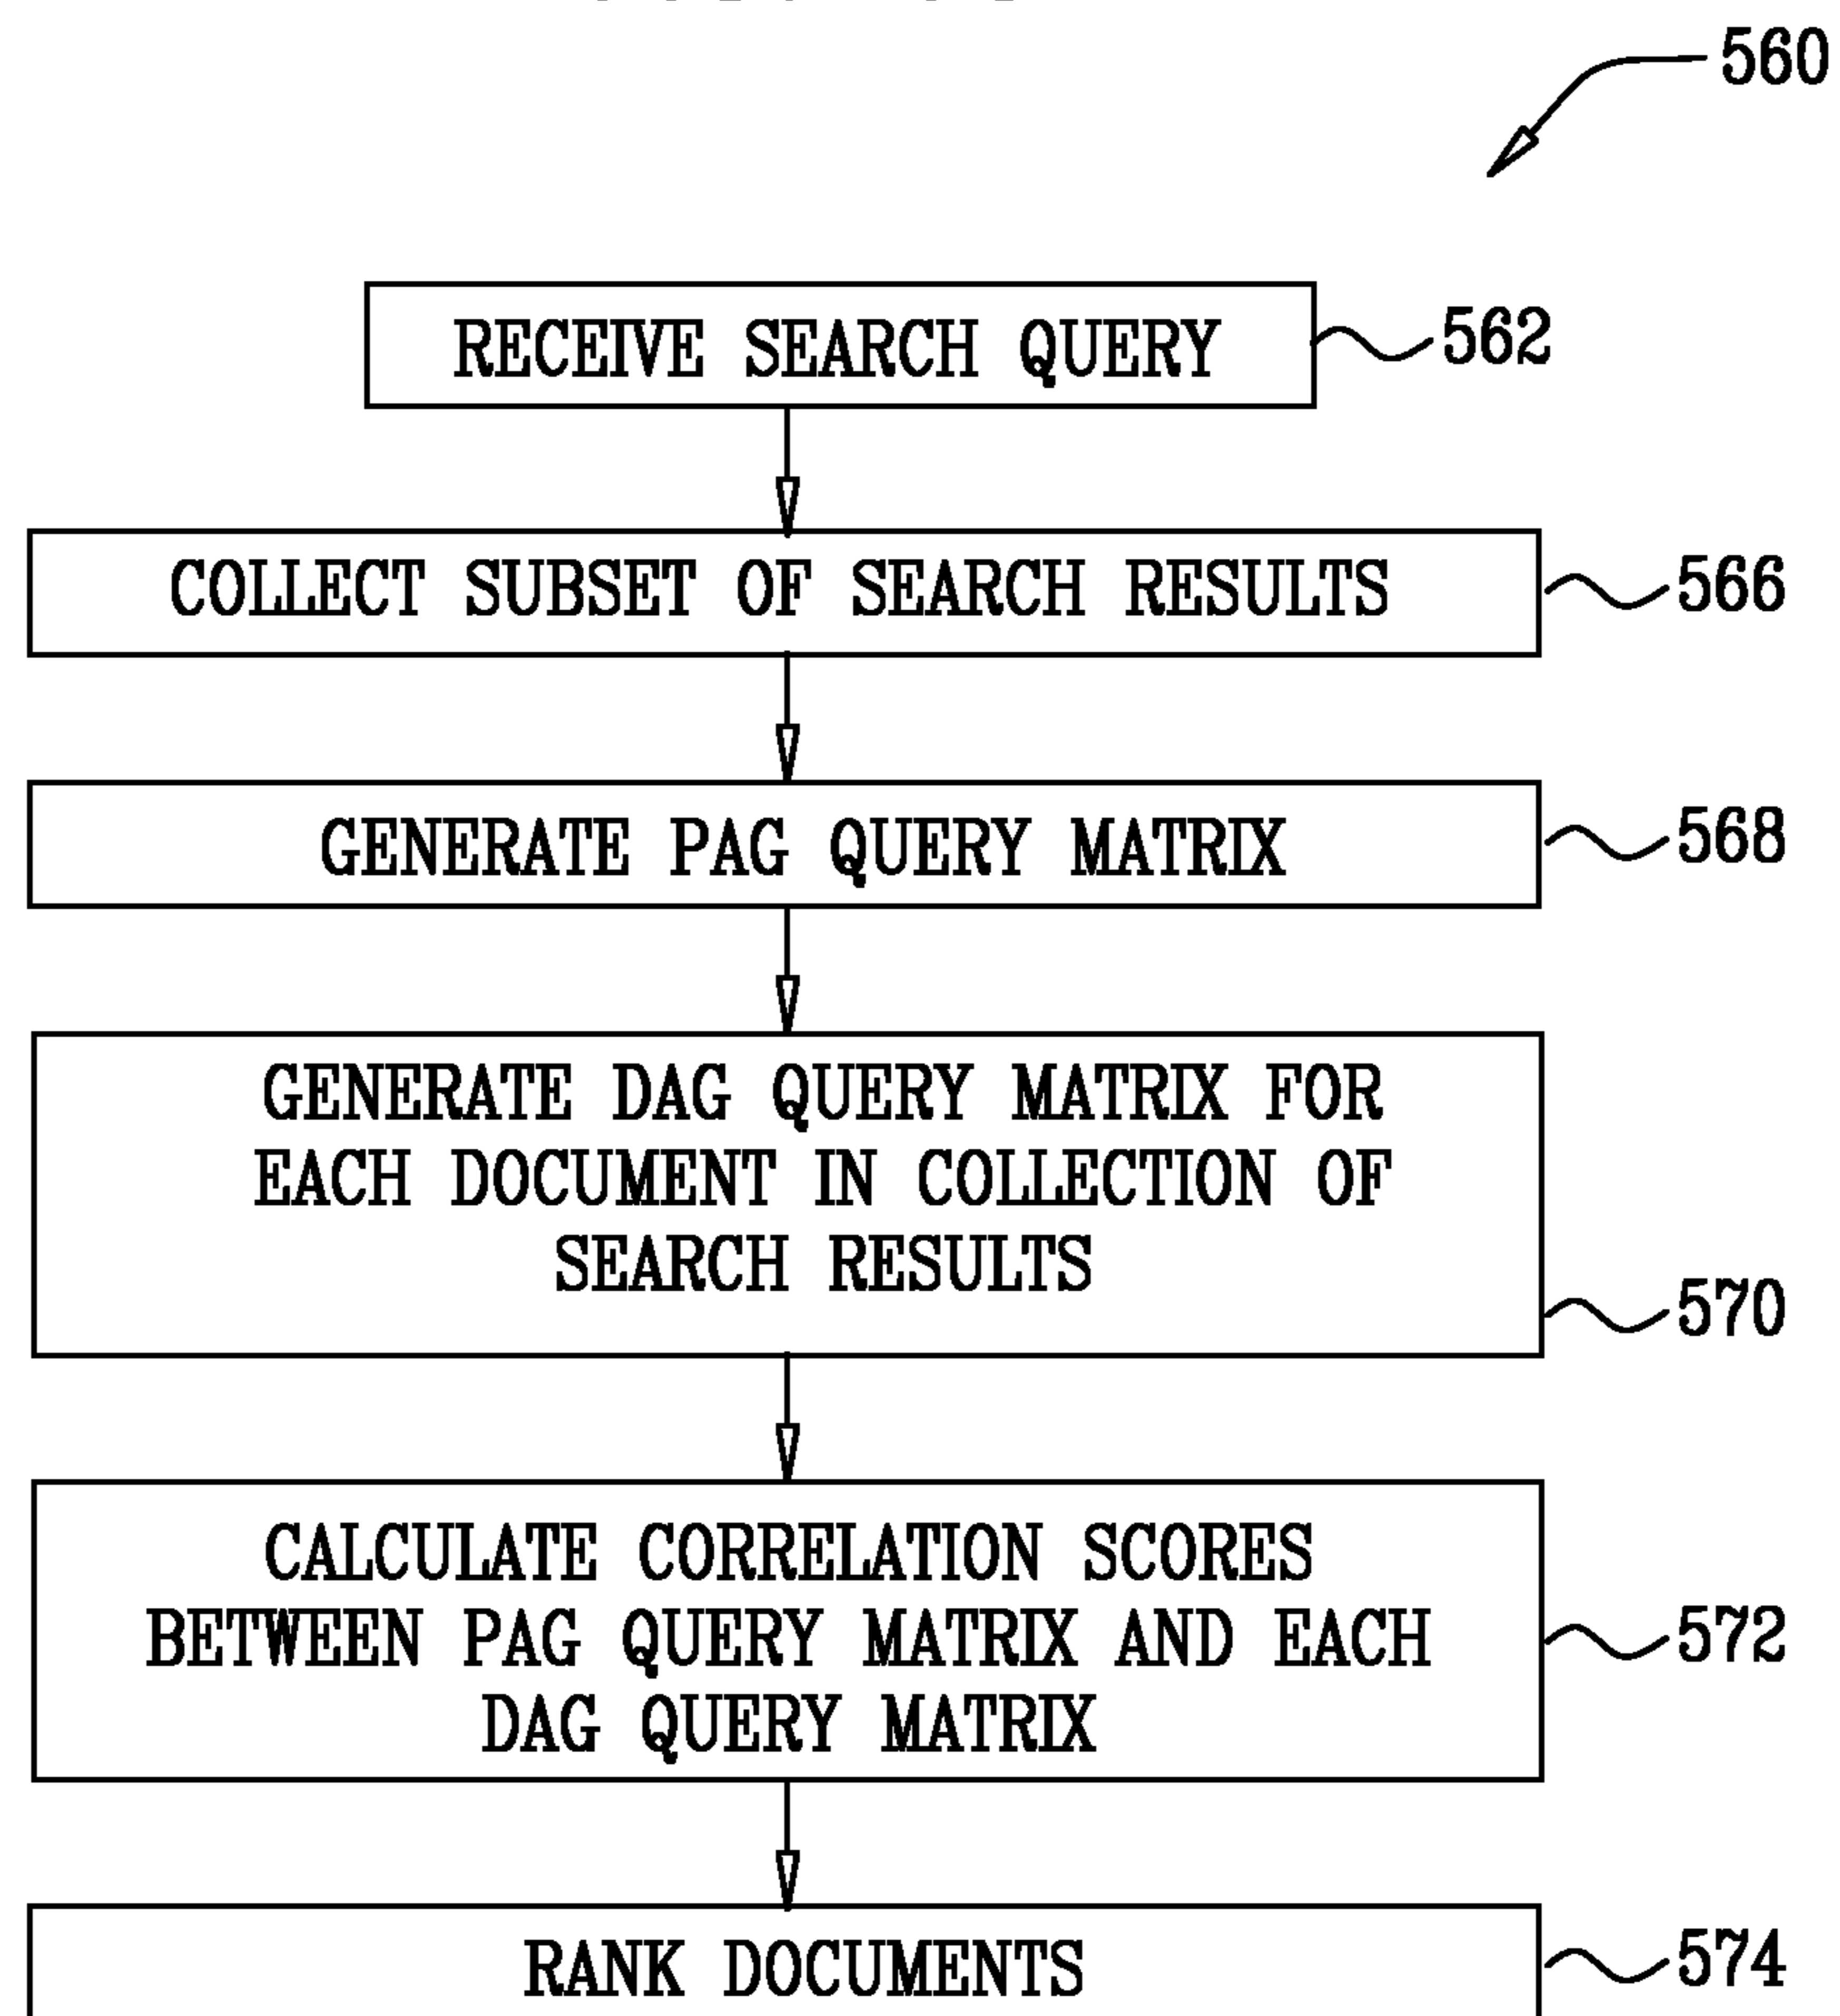 560
RECEIVE SEARCH QUERY 562
COLLECT SUBSET OF SEARCH RESULTS 566
GENERATE PAG QUERY MATRIX 568
GENERATE DAG QUERY MATRIX FOR
EACH DOCUMENT IN COLLECTION OF
SEARCH RESULTS
570
CALCULATE CORRELATION SCORES
BETWEEN PAG QUERY MATRIX AND EACH 572
DAG QUERY MATRIX
RANK DOCUMENTS 574